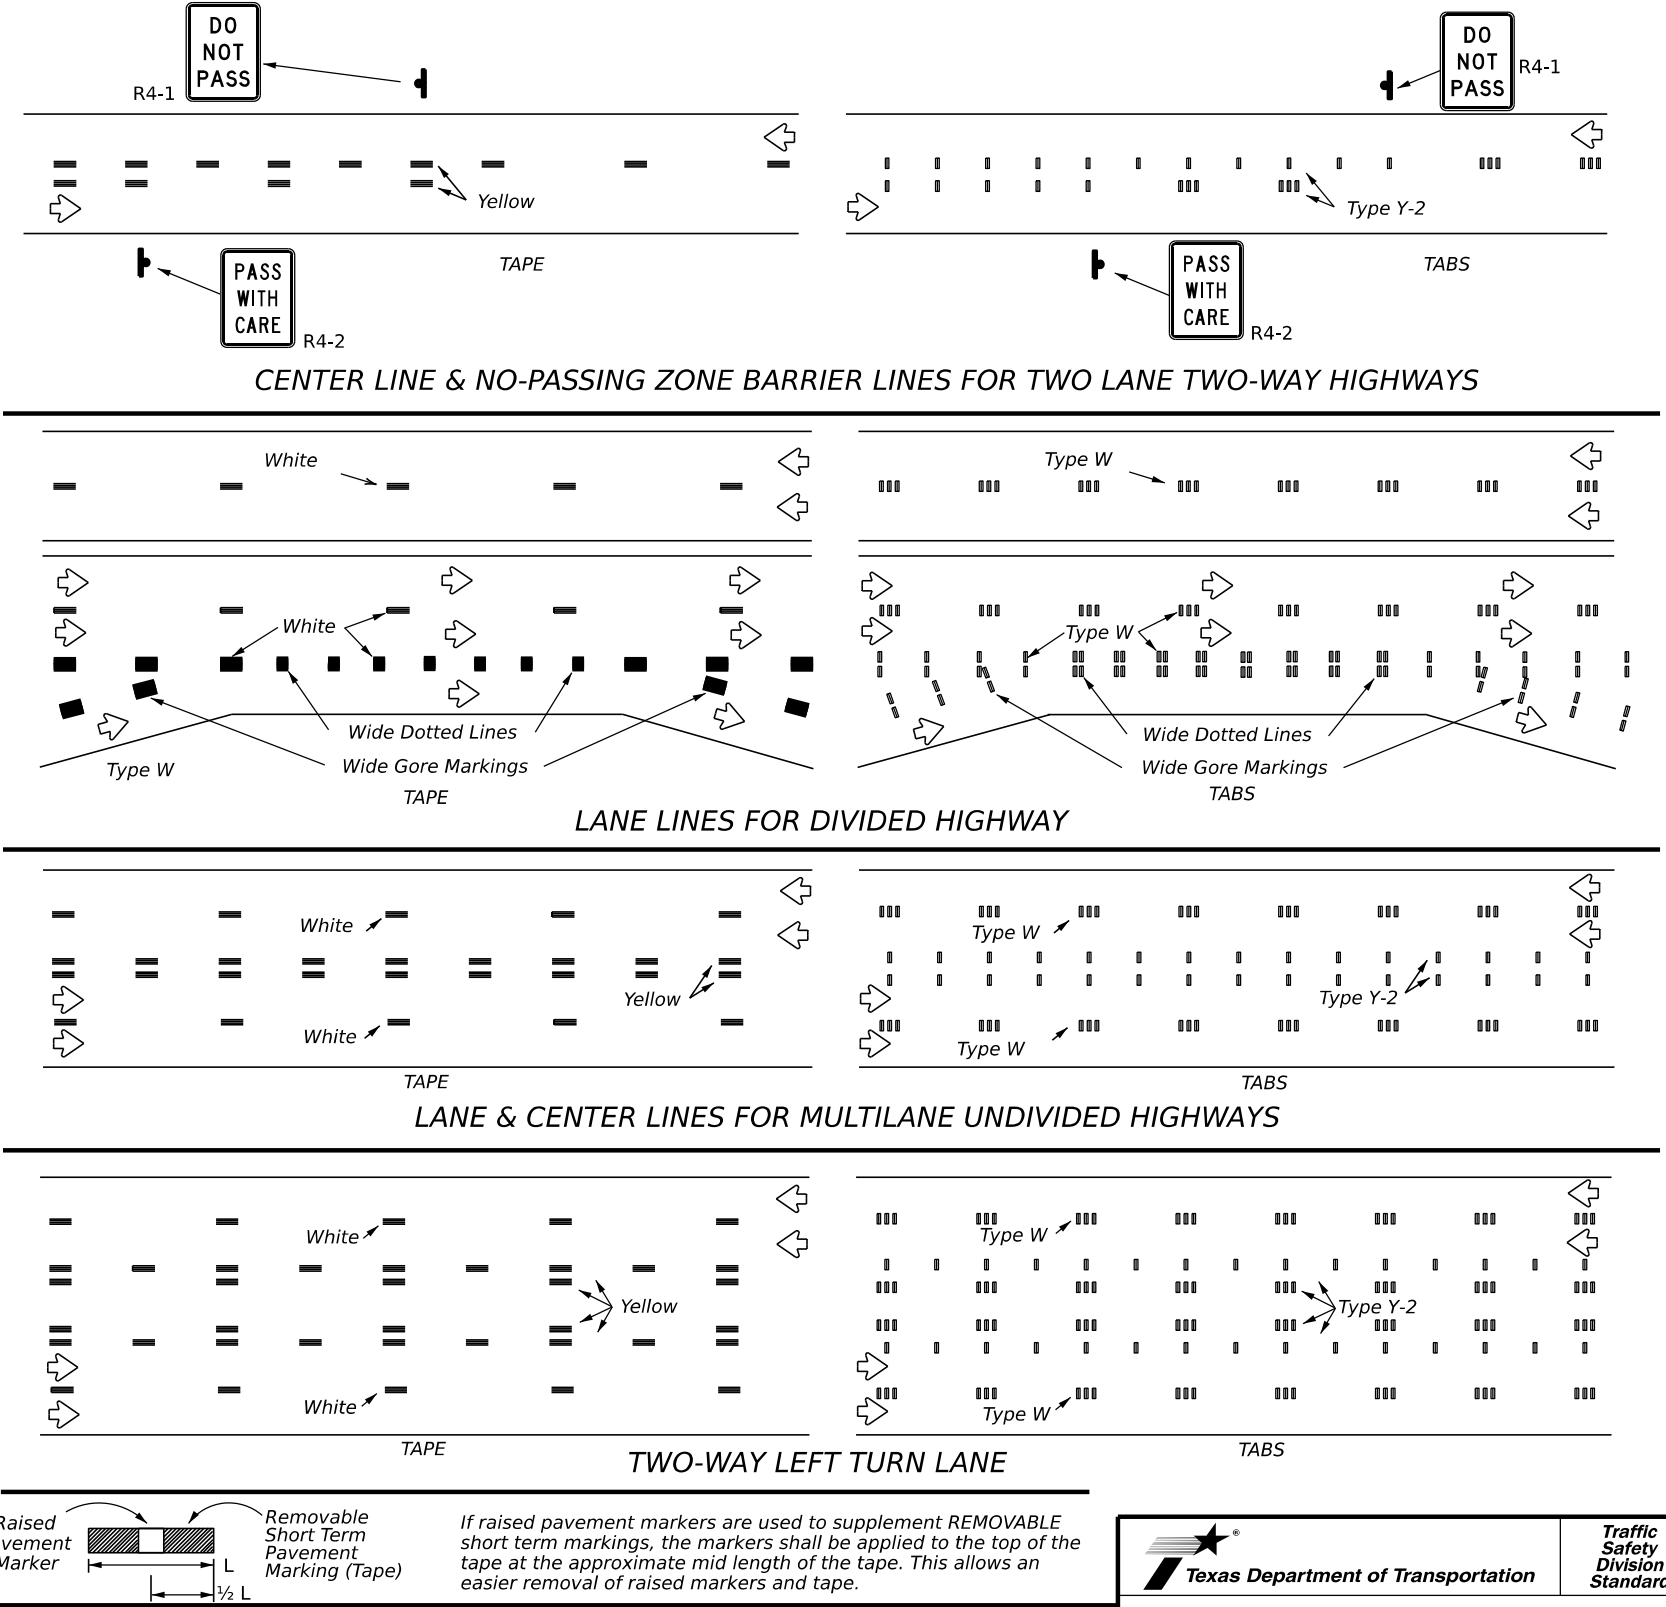 DO
NOT
PASS
R4-1
DO
NOT
PASS
R4-1
Yellow
Type Y-2
PASS
WITH
CARE
R4-2
TAPE
PASS
WITH
CARE
R4-2
TABS
CENTER LINE & NO-PASSING ZONE BARRIER LINES FOR TWO LANE TWO-WAY HIGHWAYS
White
Type W
White
Type W
Wide Dotted Lines
Wide Gore Markings
Type W
TAPE
Wide Dotted Lines
Wide Gore Markings
TABS
LANE LINES FOR DIVIDED HIGHWAY
White
Type W
Yellow
Type Y-2
White
Type W
TAPE
TABS
LANE & CENTER LINES FOR MULTILANE UNDIVIDED HIGHWAYS
White
Type W
Yellow
Type Y-2
White
Type W
TAPE
TABS
TWO-WAY LEFT TURN LANE
Raised
vement
Marker
L
½ L
Removable
Short Term
Pavement
Marking (Tape)
If raised pavement markers are used to supplement REMOVABLE
short term markings, the markers shall be applied to the top of the
tape at the approximate mid length of the tape. This allows an
easier removal of raised markers and tape.
®
Texas Department of Transportation
Traffic
Safety
Division
Standard